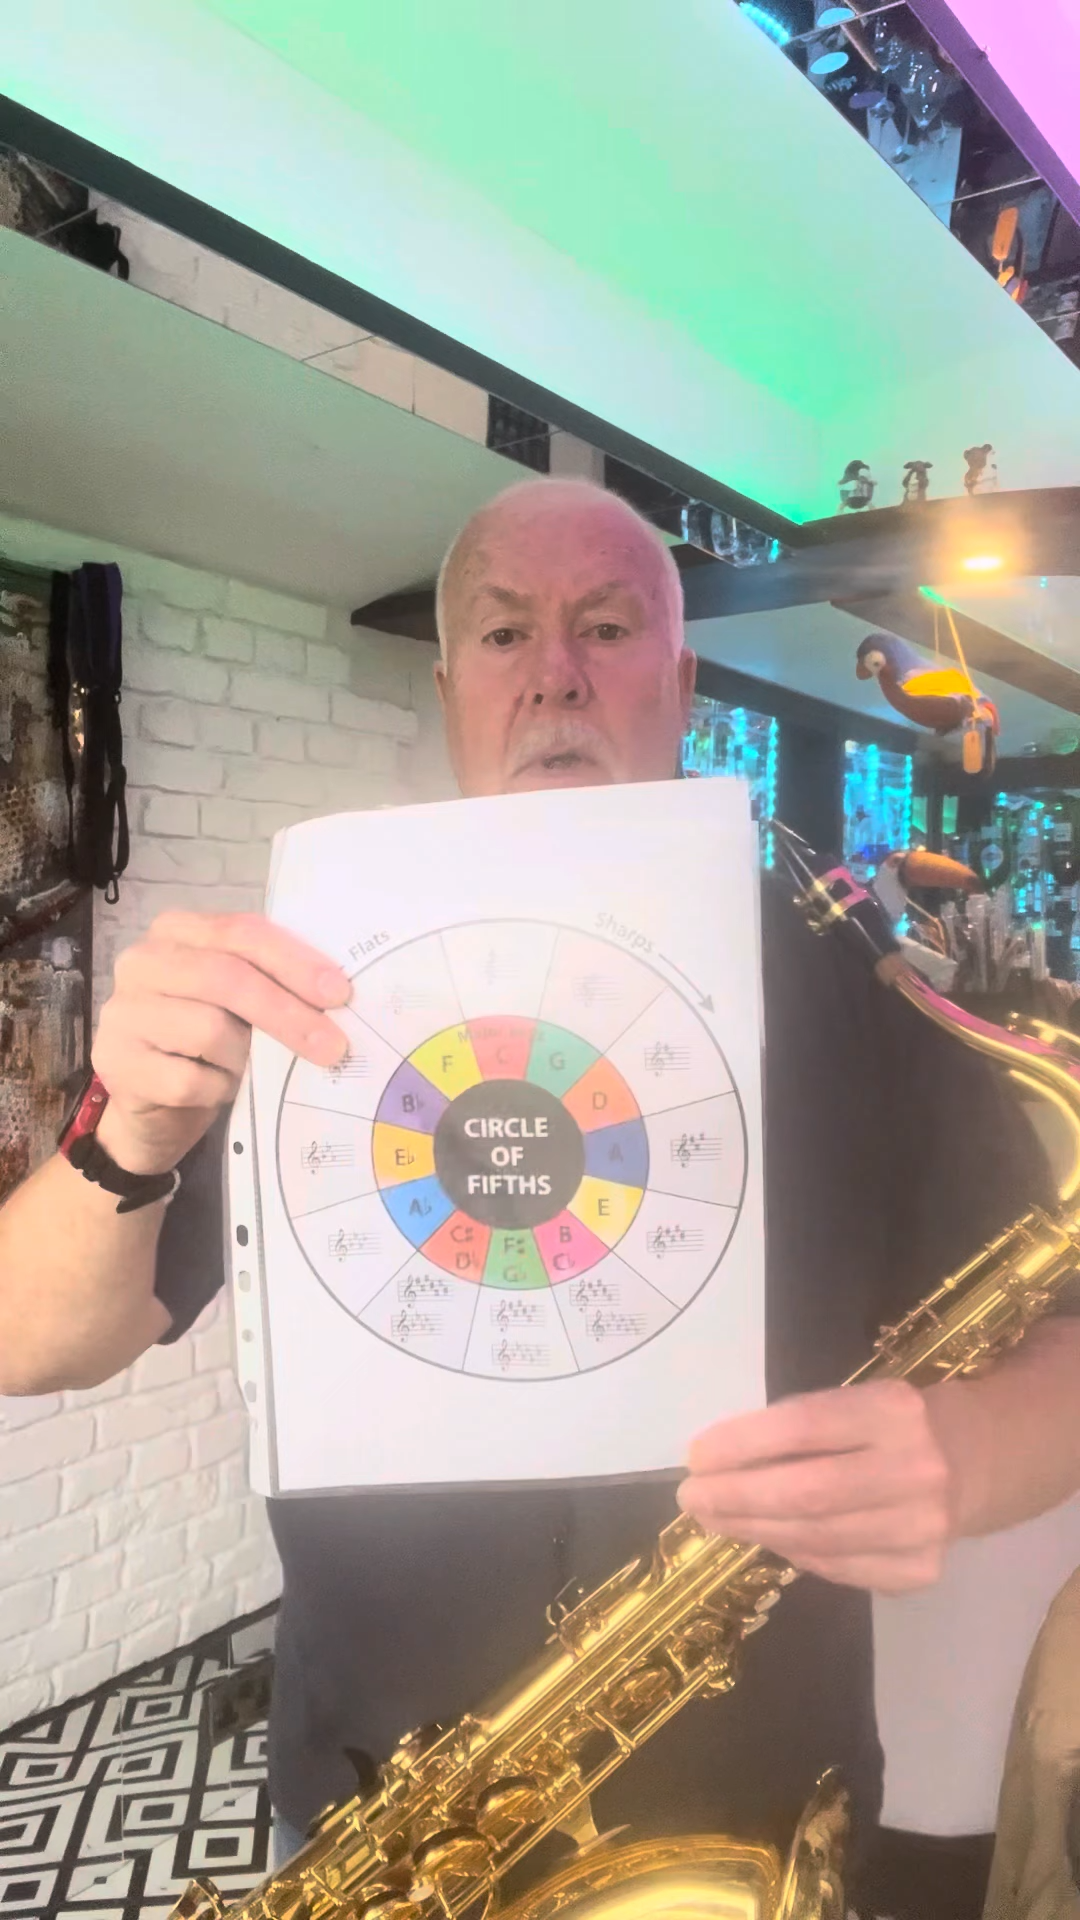 Flats
Sharps
Major keys
C
F
G
B♭
D
E♭
A
A♭
E
C♯
D♭
F♯
G♭
B
C♭
CIRCLE
OF
FIFTHS